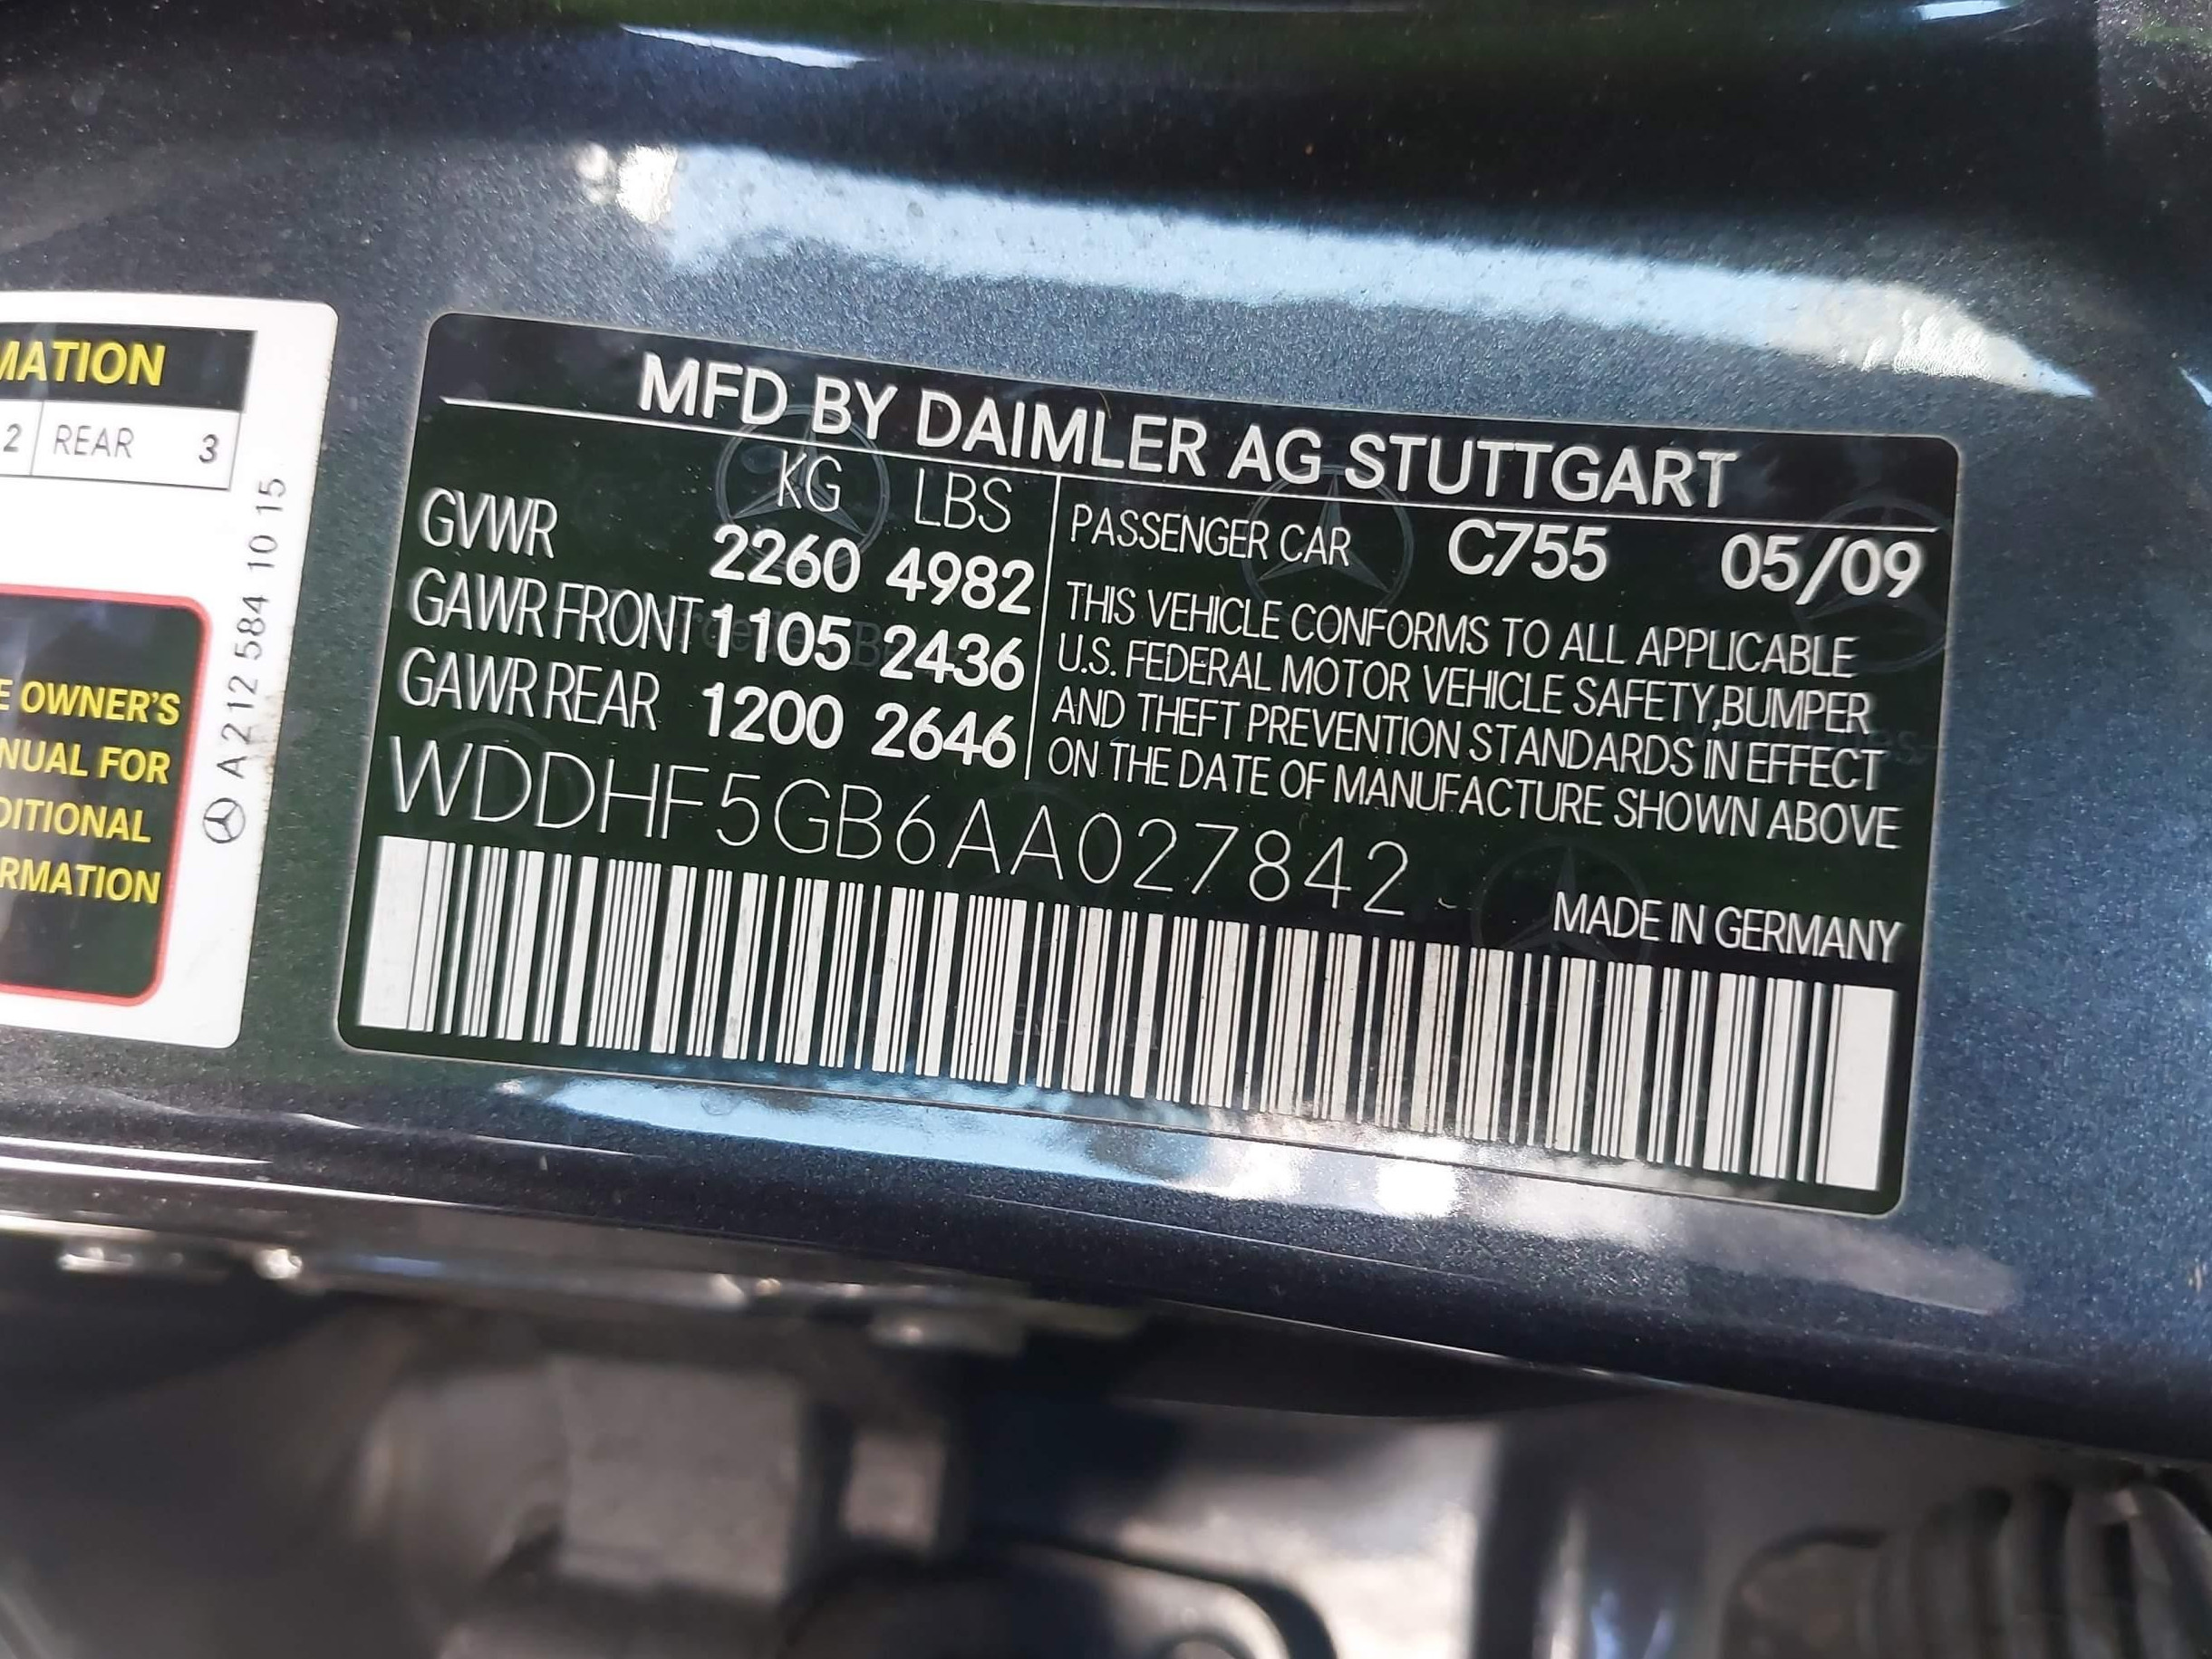 MATION
2 REAR 3
E OWNER'S
NUAL FOR
DITIONAL
RMATION
A 212 584 10 15
MFD BY DAIMLER AG STUTTGART
KG LBS
GVWR 2260 4982
GAWR FRONT 1105 2436
GAWR REAR 1200 2646
PASSENGER CAR C755 05/09
THIS VEHICLE CONFORMS TO ALL APPLICABLE
U.S. FEDERAL MOTOR VEHICLE SAFETY,BUMPER
AND THEFT PREVENTION STANDARDS IN EFFECT
ON THE DATE OF MANUFACTURE SHOWN ABOVE
WDDHF5GB6AA027842
MADE IN GERMANY